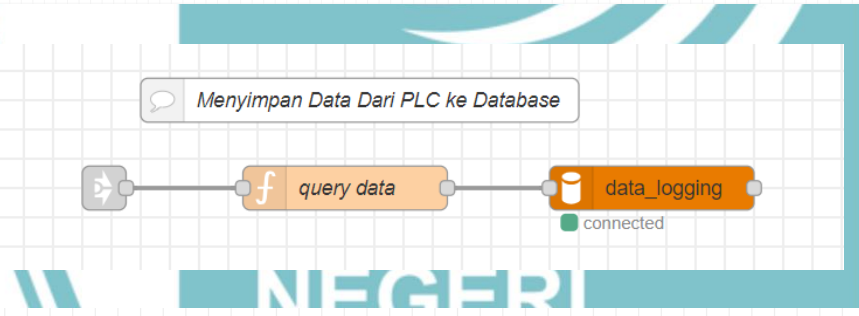 Menyimpan Data Dari PLC ke Database
f query data
data_logging
connected
NEGERI